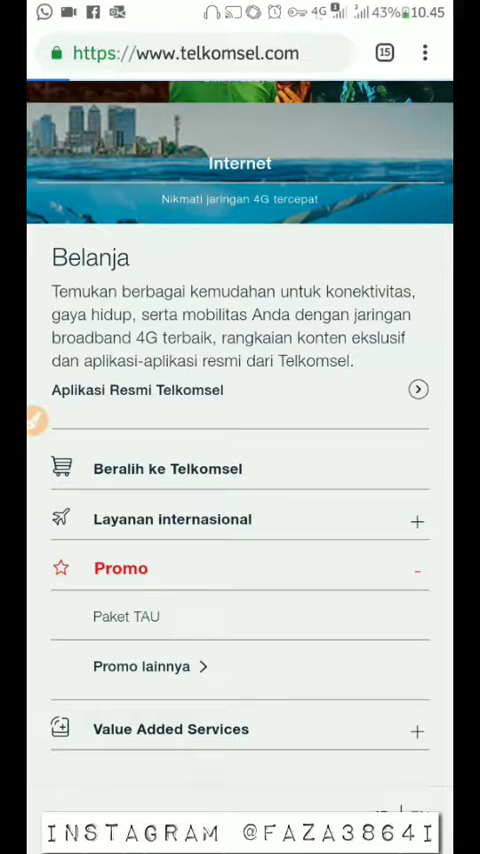 4G
43%
10.45
https://www.telkomsel.com
15
Internet
Nikmati jaringan 4G tercepat
Belanja
Temukan berbagai kemudahan untuk konektivitas,
gaya hidup, serta mobilitas Anda dengan jaringan
broadband 4G terbaik, rangkaian konten ekslusif
dan aplikasi-aplikasi resmi dari Telkomsel.
Aplikasi Resmi Telkomsel
Beralih ke Telkomsel
Layanan internasional +
Promo -
Paket TAU
Promo lainnya >
Value Added Services +
INSTAGRAM @FAZA3864I